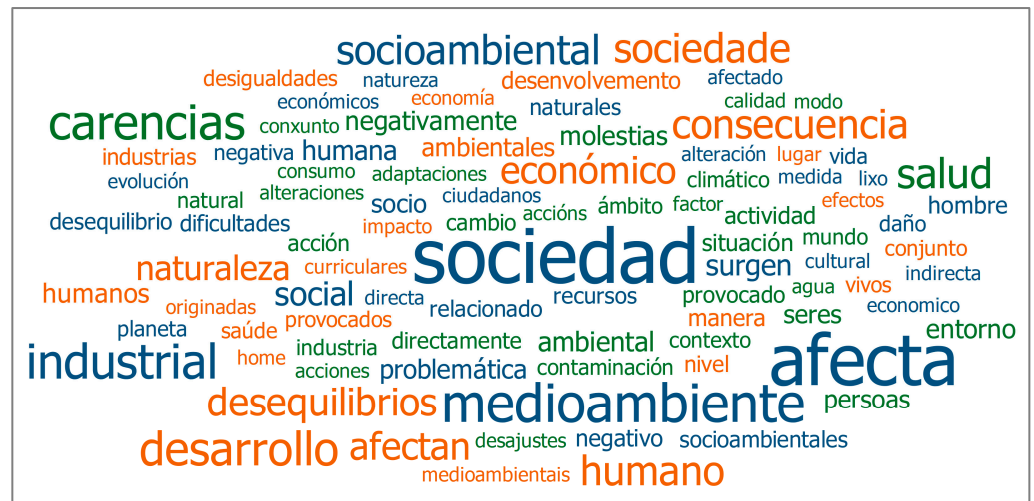 socioambiental sociedade
desigualdades natureza desenvolvemento afectado
económicos economía naturales calidad modo
carencias conxunto negativamente molestias consecuencia
industrias negativa humana ambientales económico alteración lugar vida
evolución consumo adaptaciones climático medida lixo salud
natural alteraciones socio ciudadanos efectos hombre
desequilibrio dificultades impacto cambio accións ámbito factor actividad daño
acción sociedad situación mundo conjunto
naturaleza curriculares surgen cultural indirecta
humanos originadas social directa relacionado recursos provocado agua vivos economico
planeta saúde provocados manera seres entorno
industrial home industria directamente ambiental contexto afecta
acciones problemática contaminación nivel
desequilibrios medioambiente persoas
desarrollo afectan desajustes negativo socioambientales
medioambientais humano